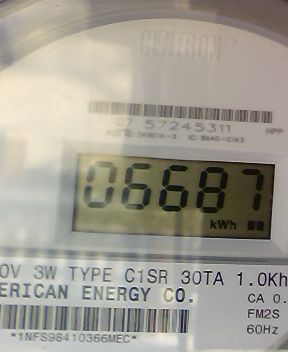 CENTRON®
07 57245311 HPP
06687
kWh
0V 3W TYPE C1SR 30TA 1.0Kh
ERICAN ENERGY CO. CA 0.
FM2S
60Hz
*1NFS98410366MEC*